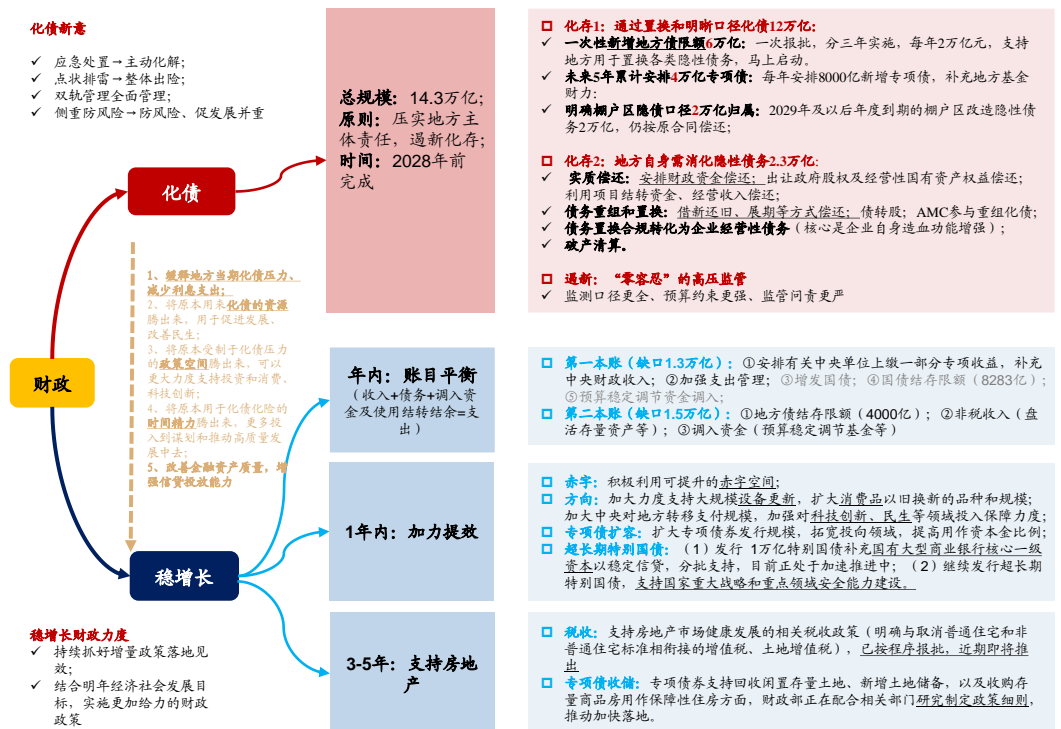 化债新意
✓ 应急处置→主动化解;
✓ 点状排雷→整体出险;
✓ 双轨管理全面管理;
✓ 侧重防风险→防风险、促发展并重
财政
化债
1、缓释地方当期化债压力、
减少利息支出;
2、将原本用来化债的资源
腾出来，用于促进发展、
改善民生;
3、将原本受制于化债压力
的政策空间腾出来，可以
更大力度支持投资和消费、
科技创新;
4、将原本用于化债化险的
时间精力腾出来，更多投
入到谋划和推动高质量发
展中去;
5、改善金融资产质量，增
强信贷投放能力
稳增长
稳增长财政力度
✓ 持续抓好增量政策落地见
效;
✓ 结合明年经济社会发展目
标，实施更加给力的财政
政策
总规模：14.3万亿;
原则：压实地方主
体责任，遏新化存;
时间：2028年前
完成
□ 化存1：通过置换和明晰口径化债12万亿:
✓ 一次性新增地方债限额6万亿：一次报批，分三年实施，每年2万亿元，支持
地方用于置换各类隐性债务，马上启动。
✓ 未来5年累计安排4万亿专项债：每年安排8000亿新增专项债，补充地方基金
财力;
✓ 明确棚户区隐债口径2万亿归属：2029年及以后年度到期的棚户区改造隐性债
务2万亿，仍按原合同偿还;
□ 化存2：地方自身需消化隐性债务2.3万亿:
✓ 实质偿还：安排财政资金偿还；出让政府股权及经营性国有资产权益偿还;
利用项目结转资金、经营收入偿还;
✓ 债务重组和置换：借新还旧、展期等方式偿还；债转股；AMC参与重组化债;
✓ 债务置换合规转化为企业经营性债务（核心是企业自身造血功能增强）;
✓ 破产清算。
□ 遏新：“零容忍”的高压监管
✓ 监测口径更全、预算约束更强、监管问责更严
年内：账目平衡
（收入+债务+调入资
金及使用结转结余=支
出）
□ 第一本账（缺口1.3万亿）：①安排有关中央单位上缴一部分专项收益，补充
中央财政收入；②加强支出管理；③增发国债；④国债结存限额（8283亿）;
⑤预算稳定调节资金调入;
□ 第二本账（缺口1.5万亿）：①地方债结存限额（4000亿）；②非税收入（盘
活存量资产等）；③调入资金（预算稳定调节基金等）
1年内：加力提效
□ 赤字：积极利用可提升的赤字空间;
□ 方向：加大力度支持大规模设备更新，扩大消费品以旧换新的品种和规模;
加大中央对地方转移支付规模，加强对科技创新、民生等领域投入保障力度;
□ 专项债扩容：扩大专项债券发行规模，拓宽投向领域，提高用作资本金比例;
□ 超长期特别国债：（1）发行 1万亿特别国债补充国有大型商业银行核心一级
资本以稳定信贷，分批支持，目前正处于加速推进中；（2）继续发行超长期
特别国债，支持国家重大战略和重点领域安全能力建设。
3-5年：支持房地
产
□ 税收：支持房地产市场健康发展的相关税收政策（明确与取消普通住宅和非
普通住宅标准相衔接的增值税、土地增值税），已按程序报批，近期即将推
出
□ 专项债收储：专项债券支持回收闲置存量土地、新增土地储备，以及收购存
量商品房用作保障性住房方面，财政部正在配合相关部门研究制定政策细则，
推动加快落地。